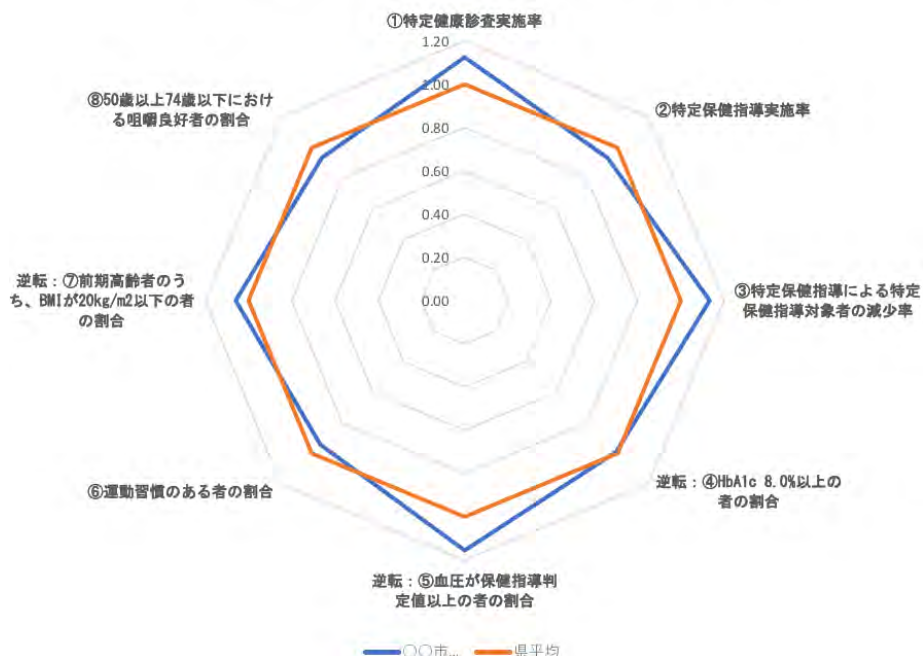 ①特定健康診査実施率
1.20
1.00
0.80
0.60
0.40
0.20
0.00
②特定保健指導実施率
③特定保健指導による特定
保健指導対象者の減少率
逆転：④HbA1c 8.0%以上の
者の割合
逆転：⑤血圧が保健指導判
定値以上の者の割合
⑥運動習慣のある者の割合
逆転：⑦前期高齢者のう
ち、BMIが20kg/m2以下の者
の割合
⑧50歳以上74歳以下におけ
る咀嚼良好者の割合
〇〇市… 県平均